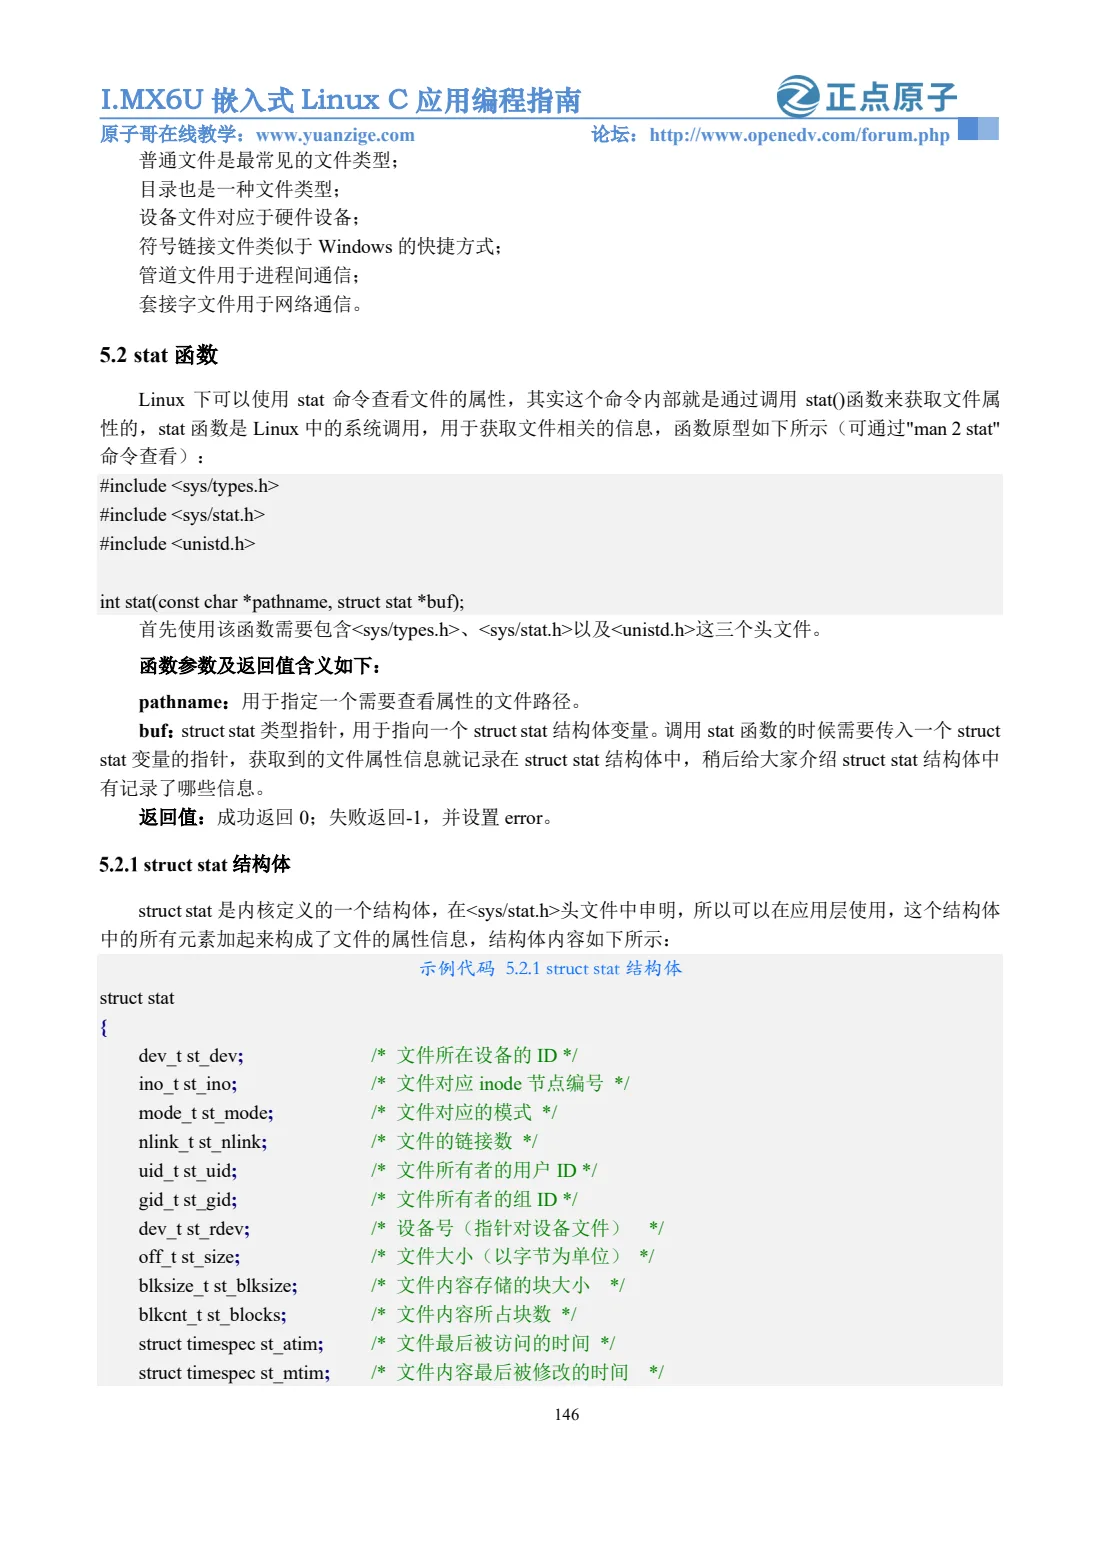 I.MX6U 嵌入式 Linux C 应用编程指南
正点原子
原子哥在线教学：www.yuanzige.com 论坛：http://www.openedv.com/forum.php
普通文件是最常见的文件类型；
目录也是一种文件类型；
设备文件对应于硬件设备；
符号链接文件类似于 Windows 的快捷方式；
管道文件用于进程间通信；
套接字文件用于网络通信。
5.2 stat 函数
Linux 下可以使用 stat 命令查看文件的属性，其实这个命令内部就是通过调用 stat()函数来获取文件属
性的，stat 函数是 Linux 中的系统调用，用于获取文件相关的信息，函数原型如下所示（可通过"man 2 stat"
命令查看）：
#include <sys/types.h>
#include <sys/stat.h>
#include <unistd.h>
int stat(const char *pathname, struct stat *buf);
首先使用该函数需要包含<sys/types.h>、<sys/stat.h>以及<unistd.h>这三个头文件。
函数参数及返回值含义如下：
pathname：用于指定一个需要查看属性的文件路径。
buf：struct stat 类型指针，用于指向一个 struct stat 结构体变量。调用 stat 函数的时候需要传入一个 struct
stat 变量的指针，获取到的文件属性信息就记录在 struct stat 结构体中，稍后给大家介绍 struct stat 结构体中
有记录了哪些信息。
返回值：成功返回 0；失败返回-1，并设置 error。
5.2.1 struct stat 结构体
struct stat 是内核定义的一个结构体，在<sys/stat.h>头文件中申明，所以可以在应用层使用，这个结构体
中的所有元素加起来构成了文件的属性信息，结构体内容如下所示：
示例代码 5.2.1 struct stat 结构体
struct stat
{
dev_t st_dev; /* 文件所在设备的 ID */
ino_t st_ino; /* 文件对应 inode 节点编号 */
mode_t st_mode; /* 文件对应的模式 */
nlink_t st_nlink; /* 文件的链接数 */
uid_t st_uid; /* 文件所有者的用户 ID */
gid_t st_gid; /* 文件所有者的组 ID */
dev_t st_rdev; /* 设备号（指针对设备文件） */
off_t st_size; /* 文件大小（以字节为单位） */
blksize_t st_blksize; /* 文件内容存储的块大小 */
blkcnt_t st_blocks; /* 文件内容所占块数 */
struct timespec st_atim; /* 文件最后被访问的时间 */
struct timespec st_mtim; /* 文件内容最后被修改的时间 */
146